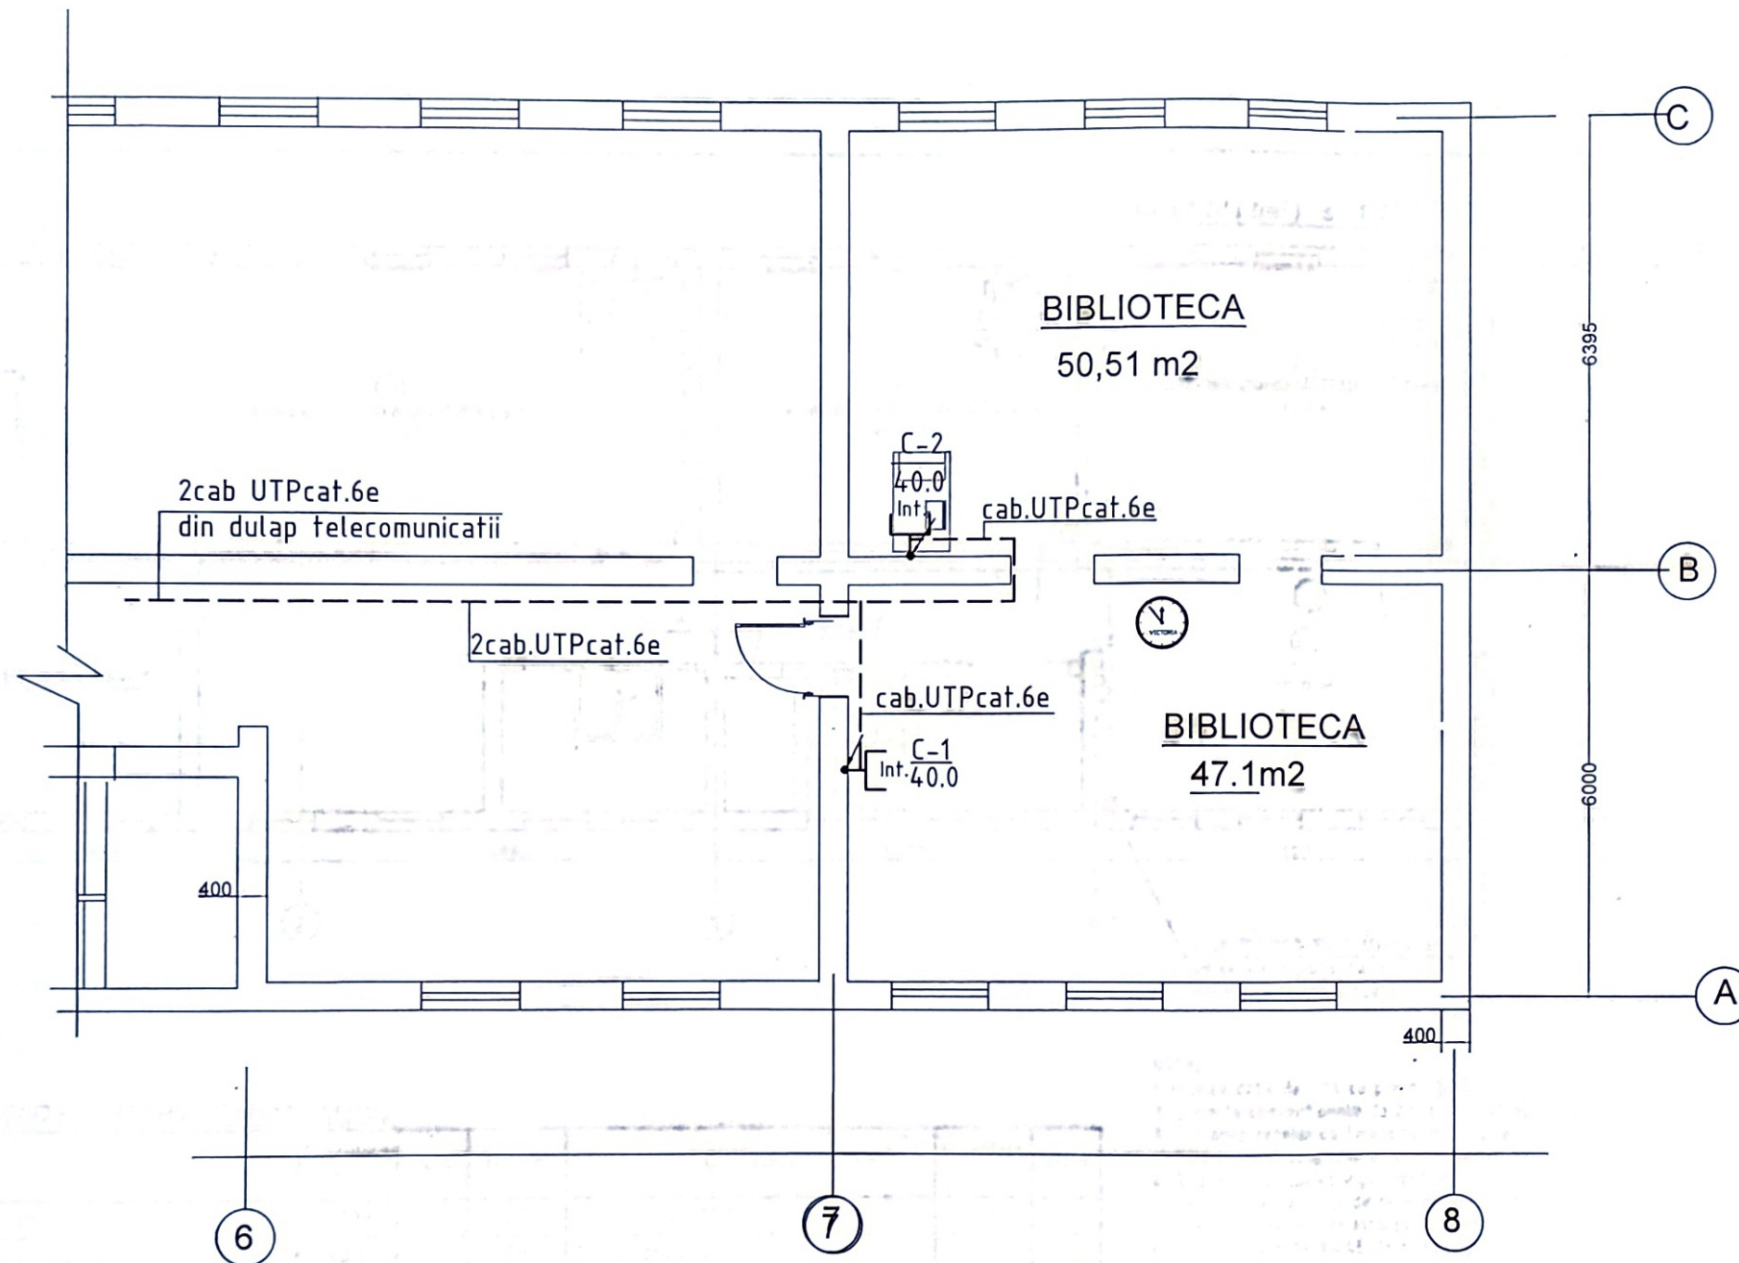 C
BIBLIOTECA
6395
50,51 m2
C-2
40.0
Int.
2cab UTPcat.6e
din dulap telecomunicatii
cab.UTPcat.6e
B
VICTORIA
2cab.UTPcat.6e
cab.UTPcat.6e
BIBLIOTECA
C-1
Int. 40.0
47.1m2
6000
400
A
400
6
7
8